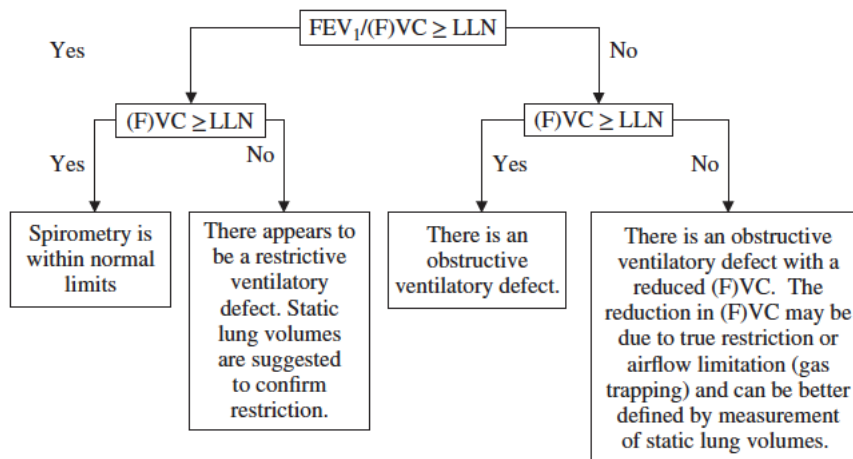 FEV₁/(F)VC ≥ LLN
Yes
No
(F)VC ≥ LLN
(F)VC ≥ LLN
Yes
No
Yes
No
Spirometry is
within normal
limits
There appears to
be a restrictive
ventilatory
defect. Static
lung volumes
are suggested
to confirm
restriction.
There is an
obstructive
ventilatory defect.
There is an obstructive
ventilatory defect with a
reduced (F)VC. The
reduction in (F)VC may be
due to true restriction or
airflow limitation (gas
trapping) and can be better
defined by measurement
of static lung volumes.